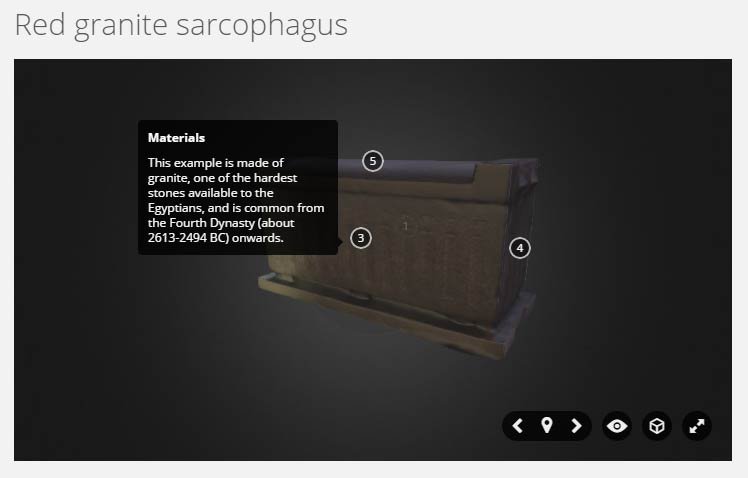 Red granite sarcophagus
Materials
This example is made of
granite, one of the hardest
stones available to the
Egyptians, and is common from
the Fourth Dynasty (about
2613-2494 BC) onwards.
5
1
3
4